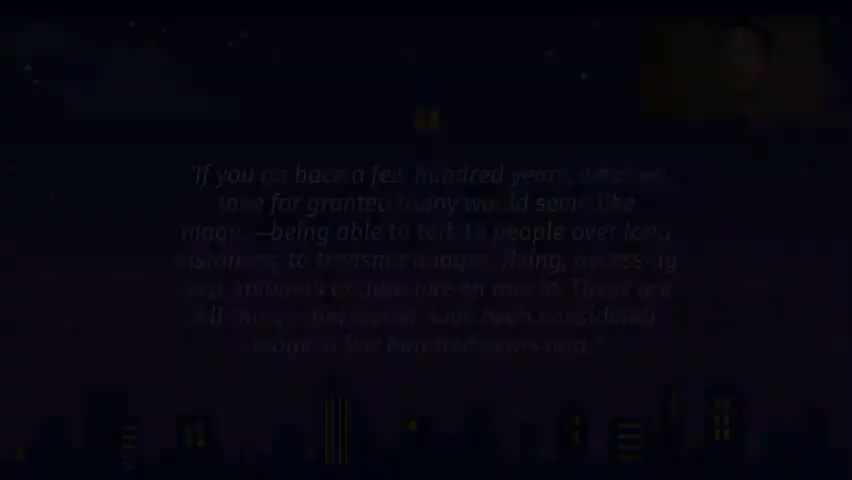 "If you go back a few hundred years, what we
take for granted today would seem like
magic—being able to talk to people over long
distances, to transmit images, flying, accessing
vast amounts of data like an oracle. These are
all things that would have been considered
magic a few hundred years ago."